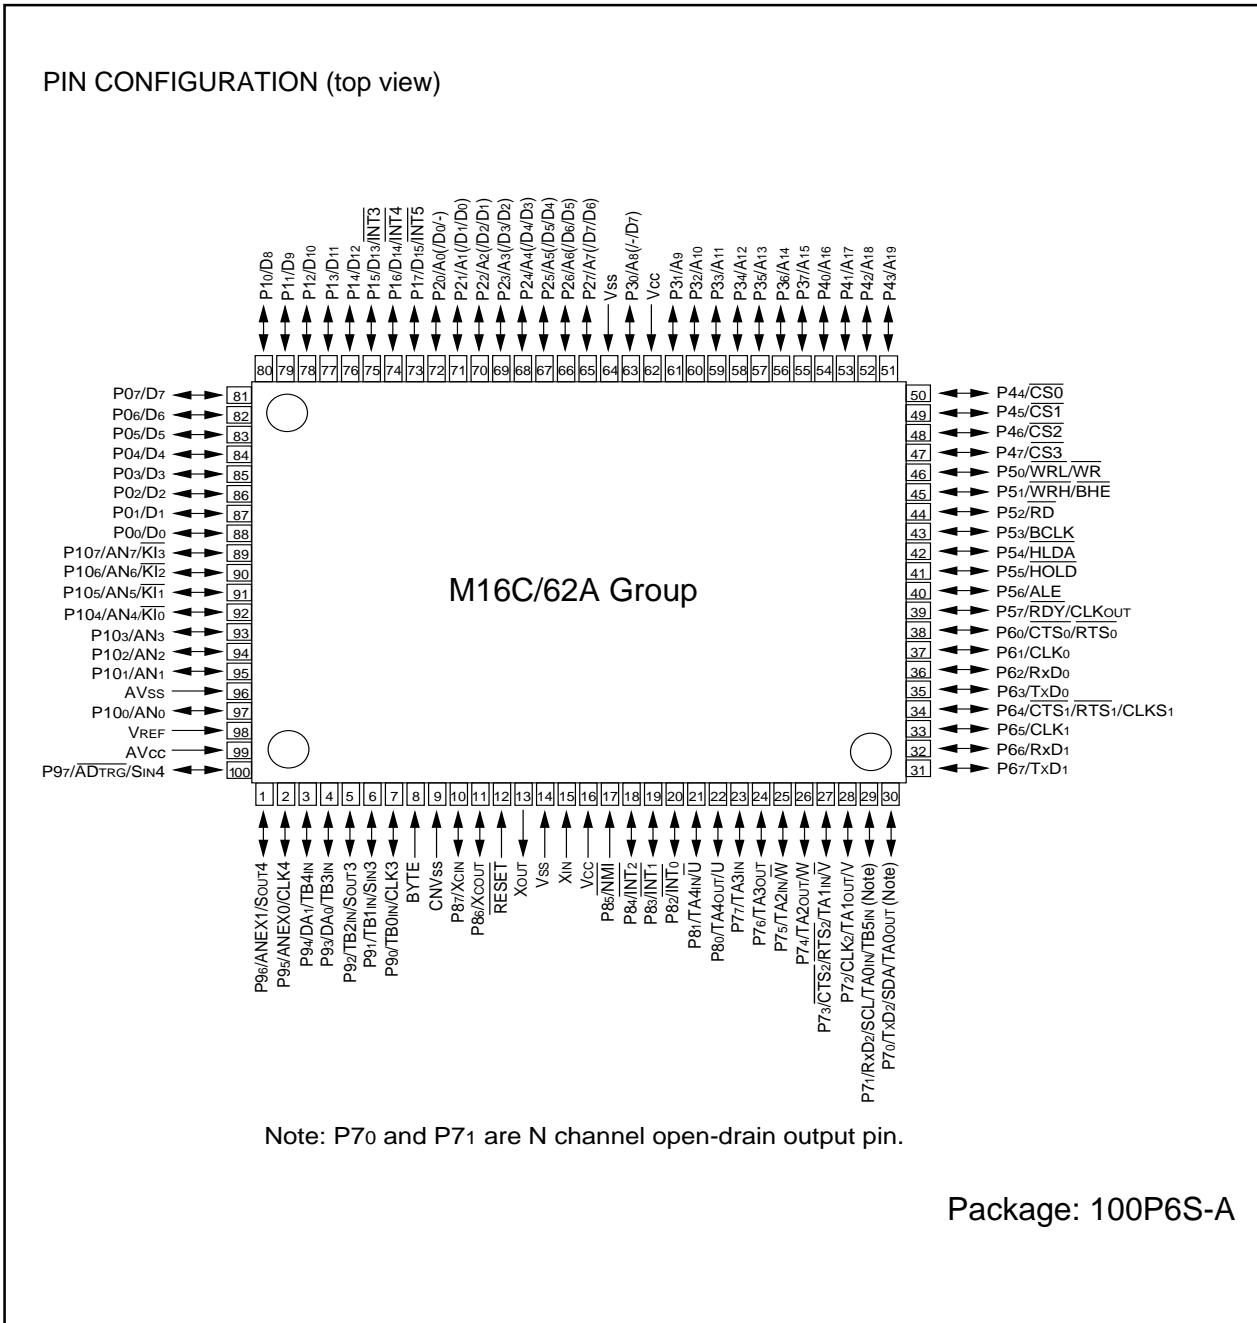 PIN CONFIGURATION (top view)
P10/D8
P11/D9
P12/D10
P13/D11
P14/D12
P15/D13/INT3
P16/D14/INT4
P17/D15/INT5
P20/A0(/D0/-)
P21/A1(/D1/D0)
P22/A2(/D2/D1)
P23/A3(/D3/D2)
P24/A4(/D4/D3)
P25/A5(/D5/D4)
P26/A6(/D6/D5)
P27/A7(/D7/D6)
Vss
P30/A8(/-/D7)
Vcc
P31/A9
P32/A10
P33/A11
P34/A12
P35/A13
P36/A14
P37/A15
P40/A16
P41/A17
P42/A18
P43/A19
80 79 78 77 76 75 74 73 72 71 70 69 68 67 66 65 64 63 62 61 60 59 58 57 56 55 54 53 52 51
P07/D7 81
P06/D6 82
P05/D5 83
P04/D4 84
P03/D3 85
P02/D2 86
P01/D1 87
P00/D0 88
P107/AN7/KI3 89
P106/AN6/KI2 90
P105/AN5/KI1 91
P104/AN4/KI0 92
P103/AN3 93
P102/AN2 94
P101/AN1 95
AVss 96
P100/AN0 97
VREF 98
AVcc 99
P97/ADTRG/SIN4 100
M16C/62A Group
50 P44/CS0
49 P45/CS1
48 P46/CS2
47 P47/CS3
46 P50/WRL/WR
45 P51/WRH/BHE
44 P52/RD
43 P53/BCLK
42 P54/HLDA
41 P55/HOLD
40 P56/ALE
39 P57/RDY/CLKOUT
38 P60/CTS0/RTS0
37 P61/CLK0
36 P62/RxD0
35 P63/TxD0
34 P64/CTS1/RTS1/CLKS1
33 P65/CLK1
32 P66/RxD1
31 P67/TxD1
1 2 3 4 5 6 7 8 9 10 11 12 13 14 15 16 17 18 19 20 21 22 23 24 25 26 27 28 29 30
P96/ANEX1/SOUT4
P95/ANEX0/CLK4
P94/DA1/TB4IN
P93/DA0/TB3IN
P92/TB2IN/SOUT3
P91/TB1IN/SIN3
P90/TB0IN/CLK3
BYTE
CNVss
P87/XCIN
P86/XCOUT
RESET
XOUT
Vss
XIN
Vcc
P85/NMI
P84/INT2
P83/INT1
P82/INT0
P81/TA4IN/U
P80/TA4OUT/U
P77/TA3IN
P76/TA3OUT
P75/TA2IN/W
P74/TA2OUT/W
P73/CTS2/RTS2/TA1IN/V
P72/CLK2/TA1OUT/V
P71/RxD2/SCL/TA0IN/TB5IN (Note)
P70/TxD2/SDA/TA0OUT (Note)
Note: P70 and P71 are N channel open-drain output pin.
Package: 100P6S-A